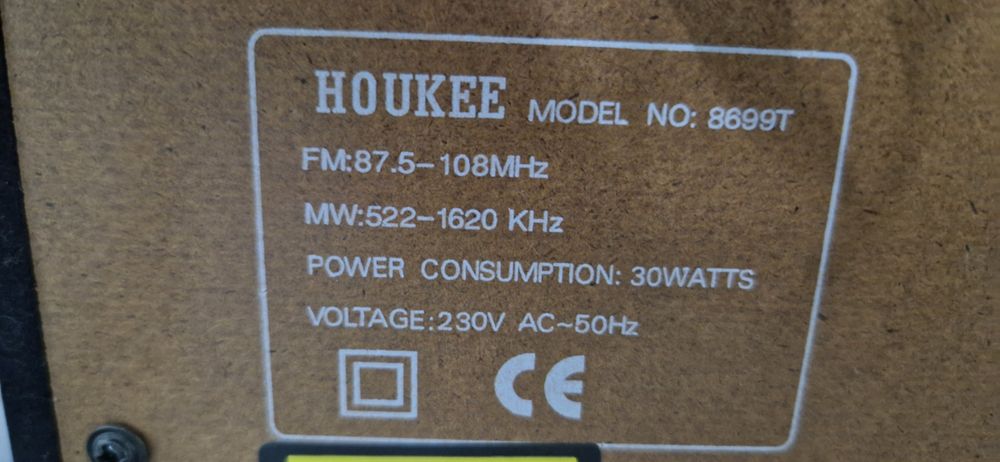 HOUKEE MODEL NO: 8699T
FM:87.5-108MHz
MW:522-1620 KHz
POWER CONSUMPTION: 30WATTS
VOLTAGE:230V AC~50Hz
CE